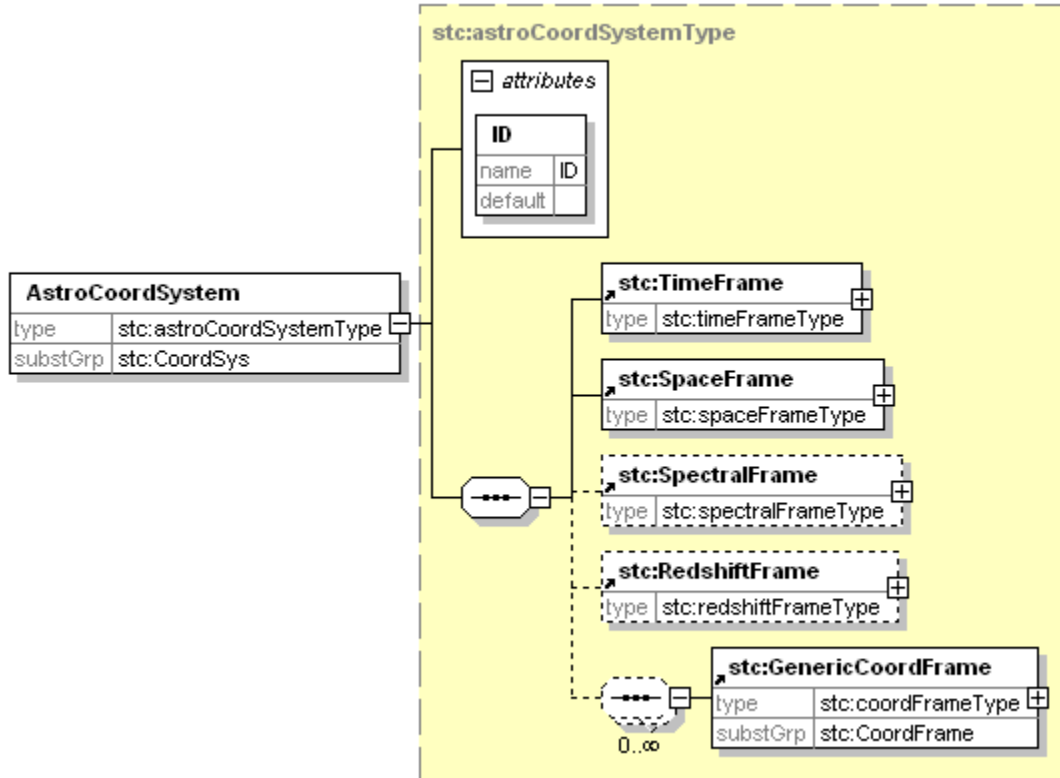 stc:astroCoordSystemType
attributes
ID
name ID
default
AstroCoordSystem
type stc:astroCoordSystemType
substGrp stc:CoordSys
stc:TimeFrame
type stc:timeFrameType
stc:SpaceFrame
type stc:spaceFrameType
stc:SpectralFrame
type stc:spectralFrameType
stc:RedshiftFrame
type stc:redshiftFrameType
stc:GenericCoordFrame
type stc:coordFrameType
substGrp stc:CoordFrame
0..∞